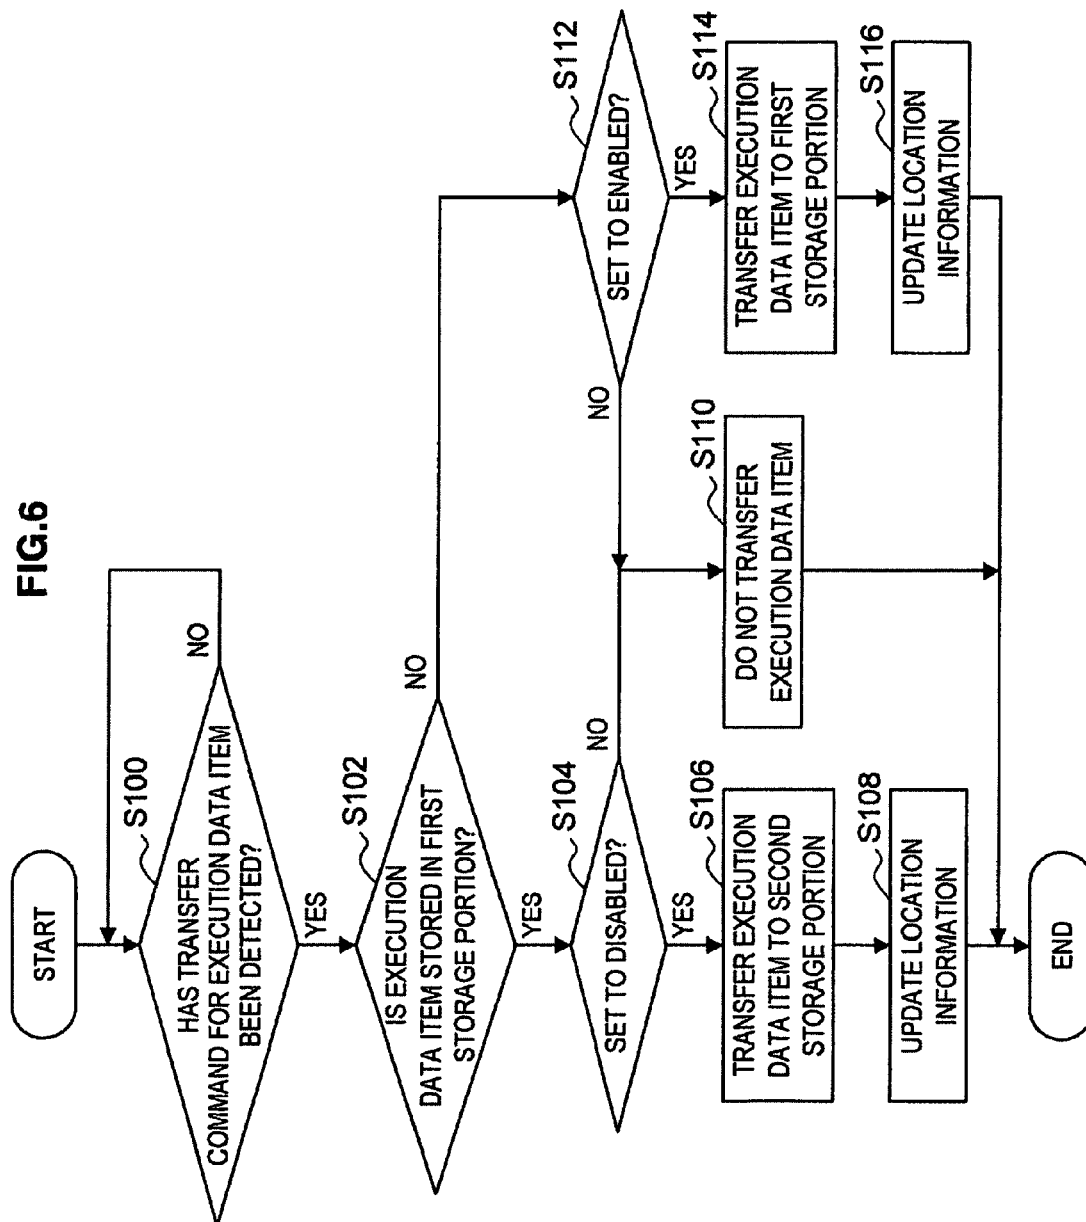 FIG.6
START
S100
HAS TRANSFER
COMMAND FOR EXECUTION DATA ITEM
BEEN DETECTED?
NO
YES
S102
IS EXECUTION
DATA ITEM STORED IN FIRST
STORAGE PORTION?
NO
YES
S104
SET TO DISABLED?
NO
YES
S106
TRANSFER EXECUTION
DATA ITEM TO SECOND
STORAGE PORTION
S108
UPDATE LOCATION
INFORMATION
S110
DO NOT TRANSFER
EXECUTION DATA ITEM
S112
SET TO ENABLED?
NO
YES
S114
TRANSFER EXECUTION
DATA ITEM TO FIRST
STORAGE PORTION
S116
UPDATE LOCATION
INFORMATION
END